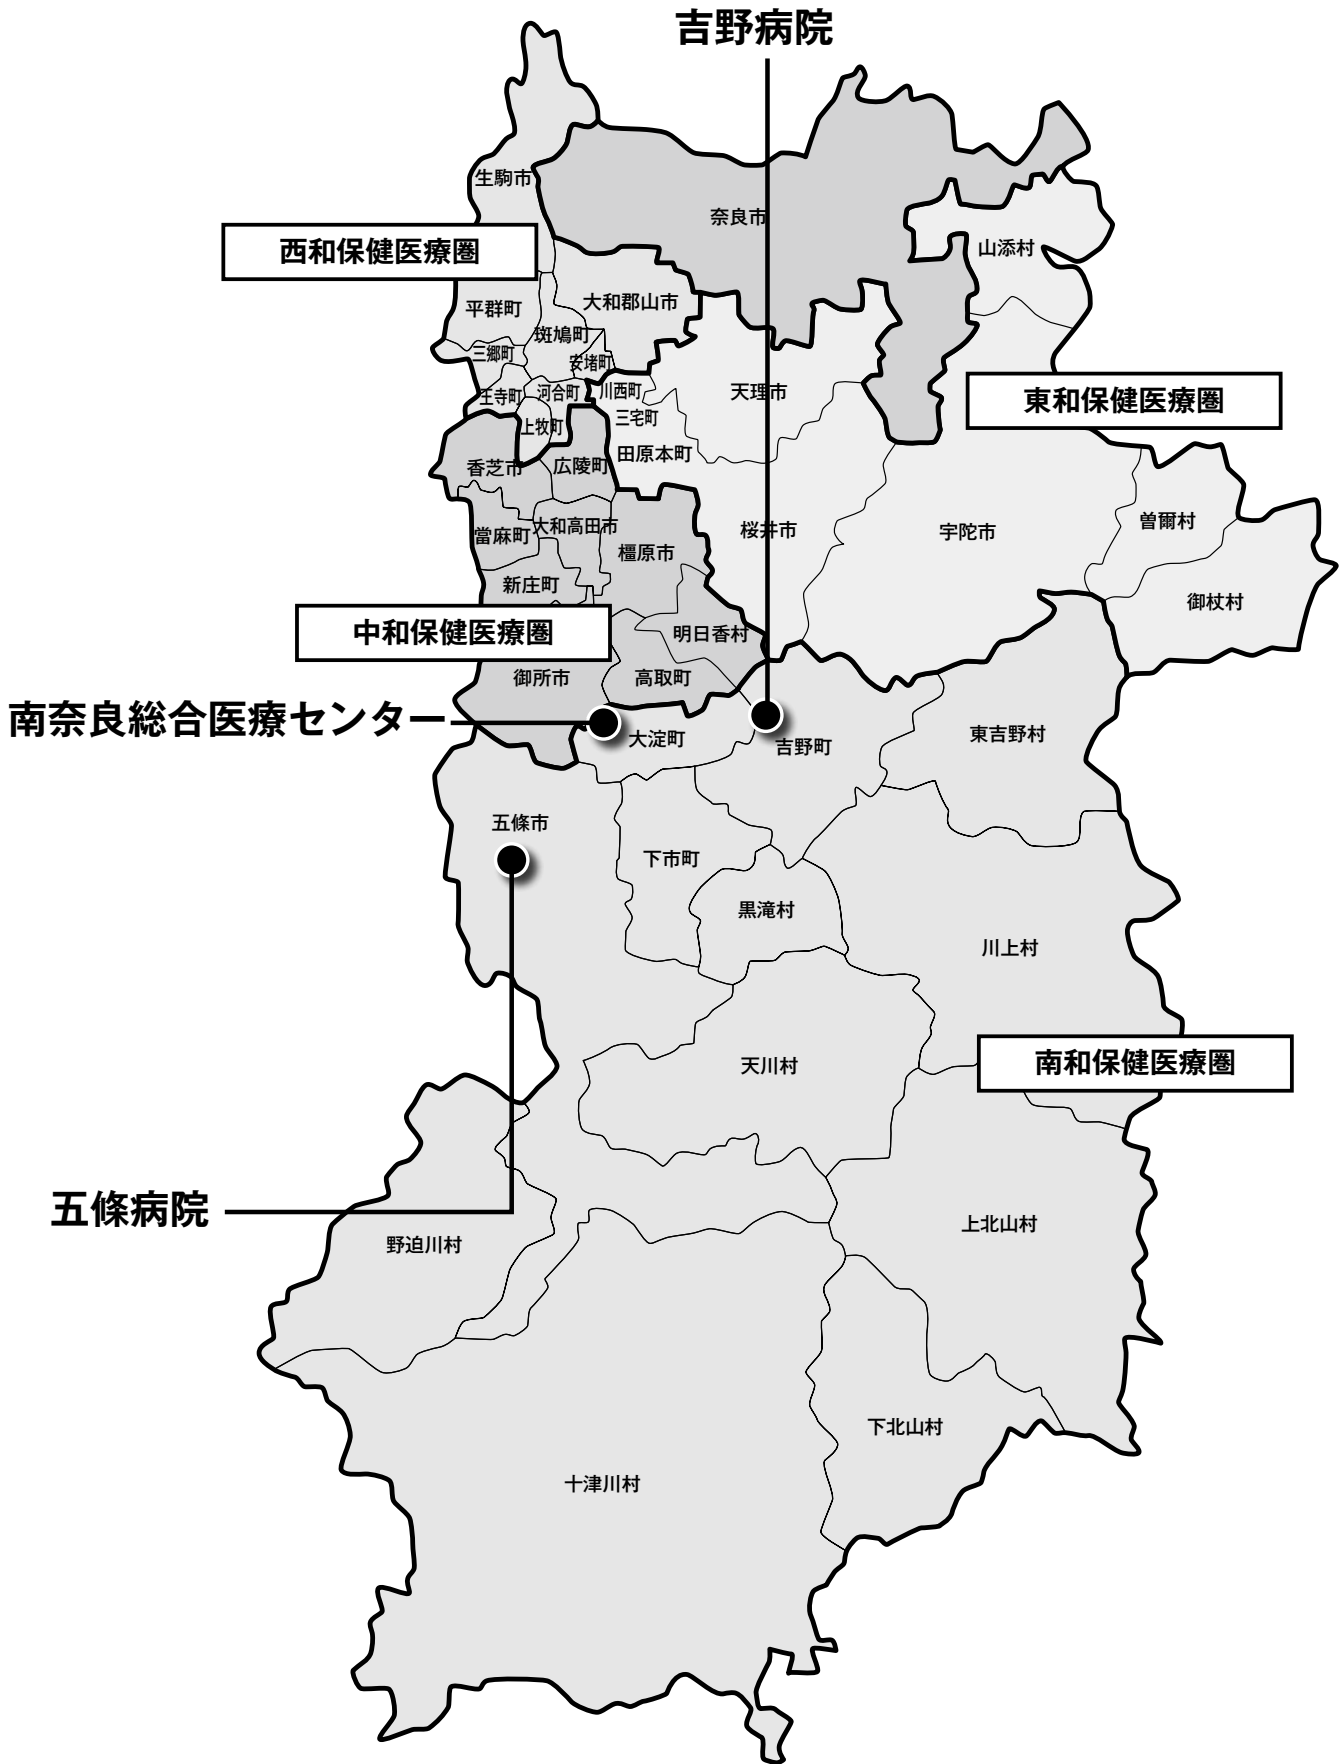 吉野病院
生駒市
奈良市
山添村
西和保健医療圏
平群町
大和郡山市
斑鳩町
三郷町
安堵町
王寺町
河合町
川西町
天理市
東和保健医療圏
三宅町
上牧町
田原本町
香芝市
広陵町
當麻町
大和高田市
橿原市
桜井市
宇陀市
曽爾村
新庄町
御杖村
中和保健医療圏
明日香村
御所市
高取町
南奈良総合医療センター
大淀町
吉野町
東吉野村
五條市
下市町
黒滝村
川上村
天川村
南和保健医療圏
五條病院
野迫川村
上北山村
下北山村
十津川村